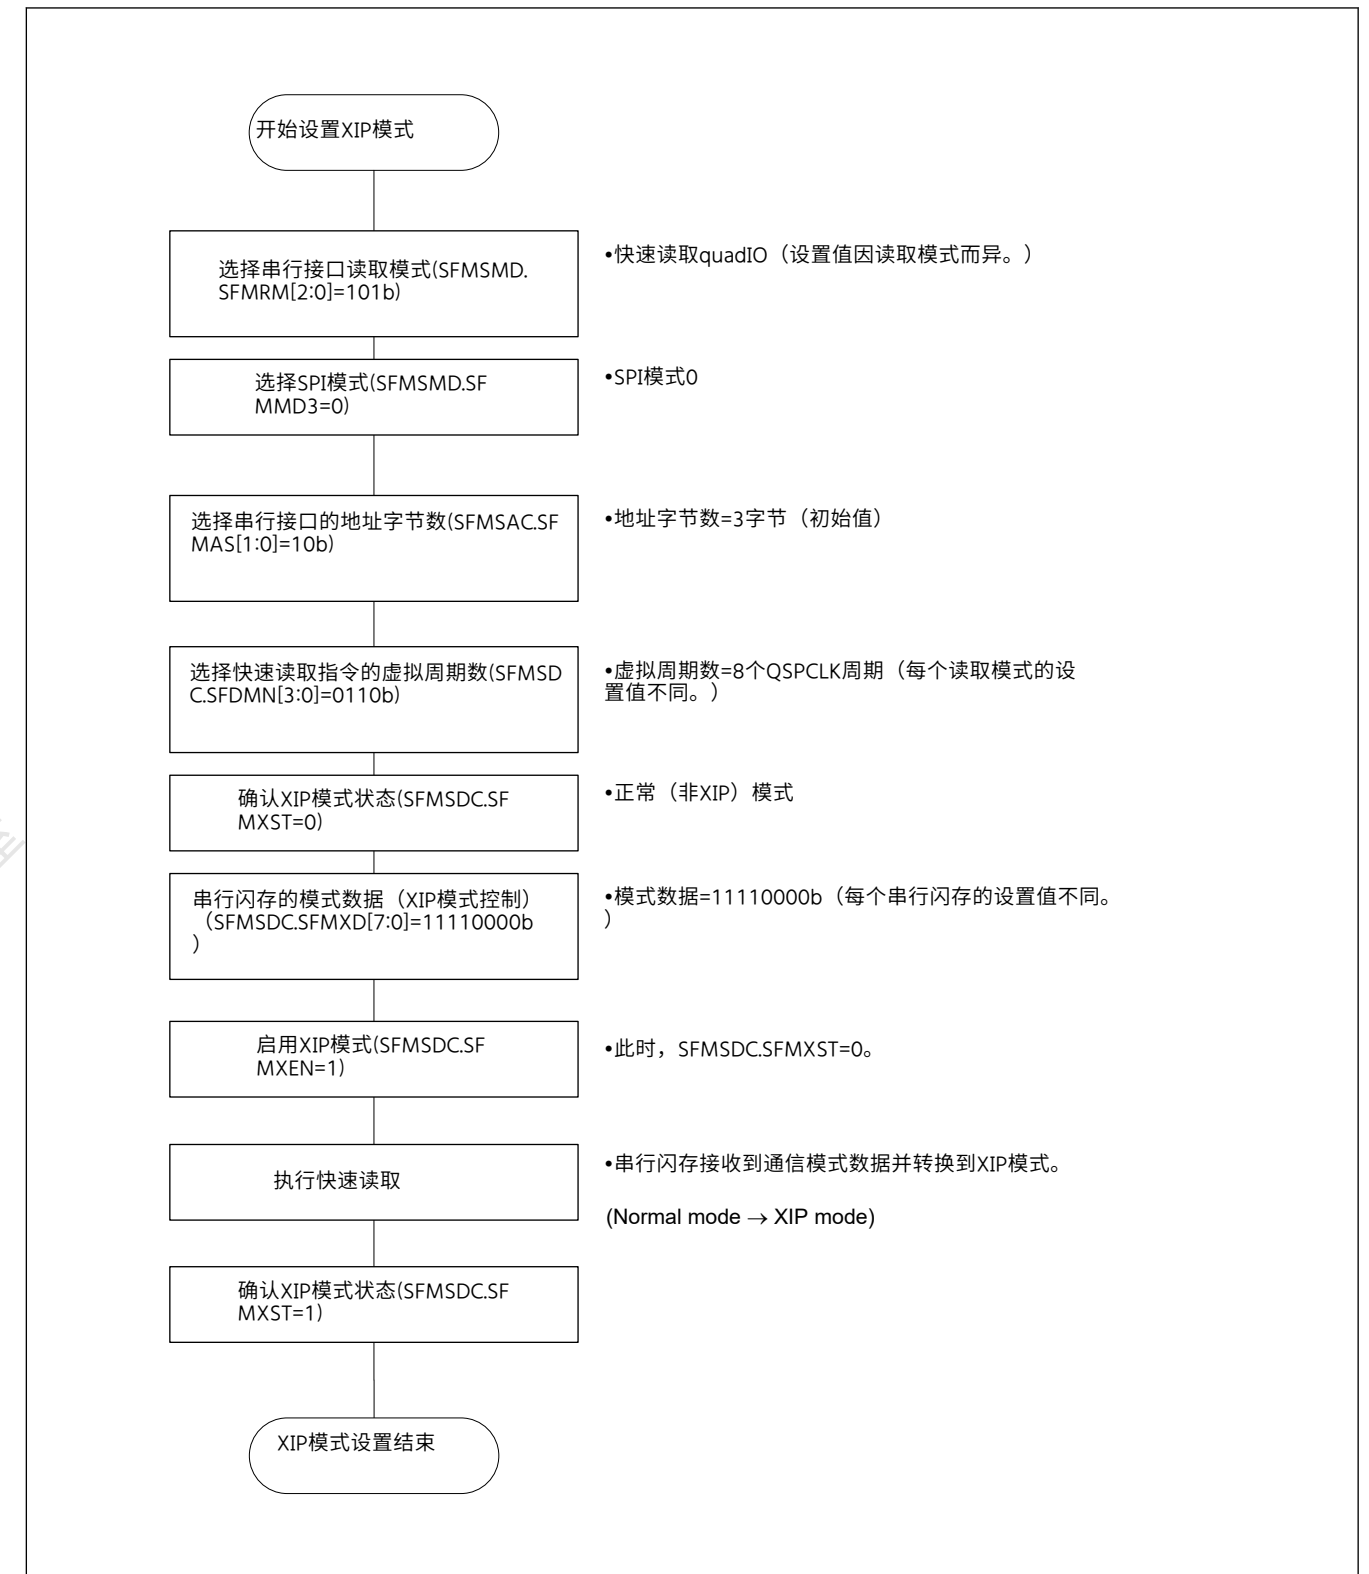 开始设置XIP模式
选择串行接口读取模式(SFMSMD.
SFMRM[2:0]=101b)
•快速读取quadIO（设置值因读取模式而异。）
选择SPI模式(SFMSMD.SF
MMD3=0)
•SPI模式0
选择串行接口的地址字节数(SFMSAC.SF
MAS[1:0]=10b)
•地址字节数=3字节（初始值）
选择快速读取指令的虚拟周期数(SFMSD
C.SFDMN[3:0]=0110b)
•虚拟周期数=8个QSPCLK周期（每个读取模式的设
置值不同。）
确认XIP模式状态(SFMSDC.SF
MXST=0)
•正常（非XIP）模式
串行闪存的模式数据（XIP模式控制）
（SFMSDC.SFMXD[7:0]=11110000b
）
•模式数据=11110000b（每个串行闪存的设置值不同。
）
启用XIP模式(SFMSDC.SF
MXEN=1)
•此时，SFMSDC.SFMXST=0。
执行快速读取
•串行闪存接收到通信模式数据并转换到XIP模式。
(Normal mode → XIP mode)
确认XIP模式状态(SFMSDC.SF
MXST=1)
XIP模式设置结束